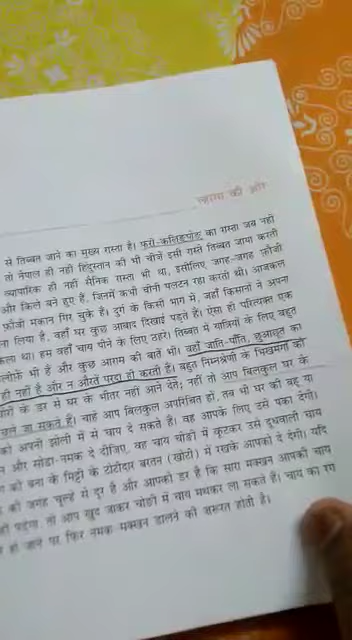 ल्हासा की ओर
से तिब्बत जाने का मुख्य रास्ता है। फरी-कलिङ्पोङ् का रास्ता जब नहीं
तो नेपाल ही नहीं हिंदुस्तान की भी चीजें इसी रास्ते तिब्बत जाया करती
व्यापारिक ही नहीं सैनिक रास्ता भी था, इसीलिए जगह-जगह फ़ौजी
और किले बने हुए हैं, जिनमें कभी चीनी पलटन रहा करती थी। आजकल
फ़ौजी मकान गिर चुके हैं। दुर्ग के किसी भाग में, जहाँ किसानों ने अपना
ना लिया है, वहाँ घर कुछ आबाद दिखाई पड़ते हैं। ऐसा ही परित्यक्त एक
कला था। हम वहाँ चाय पीने के लिए ठहरे। तिब्बत में यात्रियों के लिए बहुत
तकलीफ़ें भी हैं और कुछ आराम की बातें भी। वहाँ जाति-पाँति, छुआछूत का
ही नहीं है और न औरतें परदा ही करती हैं। बहुत निम्नश्रेणी के भिखमंगों को
के डर से घर के भीतर नहीं आने देते; नहीं तो आप बिलकुल घर के
चले जा सकते हैं। चाहे आप बिलकुल अपरिचित हों, तब भी घर की बहू या
को अपनी झोली में से चाय दे सकते हैं। वह आपके लिए उसे पका देगी।
और सोडा-नमक दे दीजिए, वह चाय चोङी में कूटकर उसे दूधवाली चाय
की बना के मिट्टी के टोटीदार बरतन (खोटी) में रखके आपको दे देगी। यदि
की जगह चूल्हे से दूर है और आपको डर है कि सारा मक्खन आपकी चाय
पड़ेगा, तो आप खुद जाकर चोङी में चाय मथकर ला सकते हैं। चाय का रंग
हो जाने पर फिर नमक मक्खन डालने की ज़रूरत होती है।